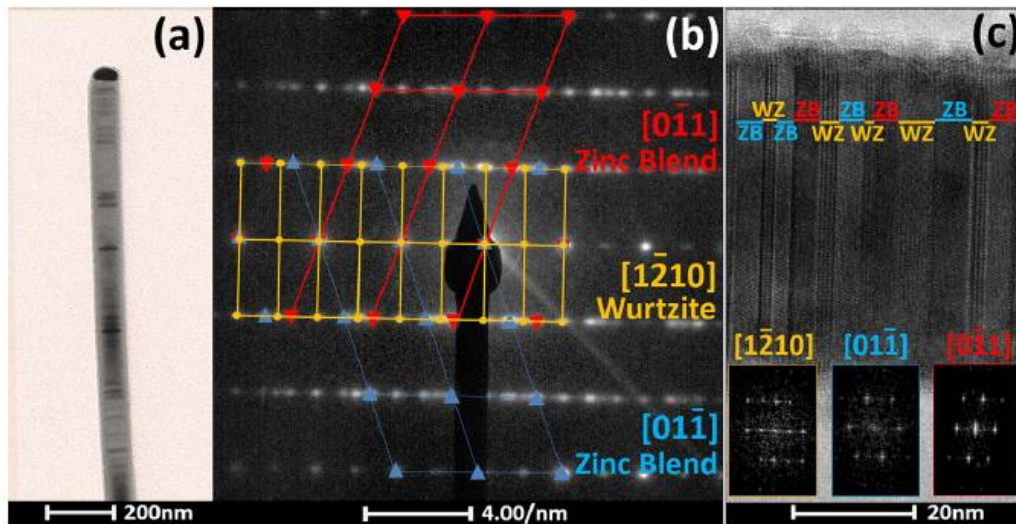 (a)
200nm
(b)
[01̄1]
Zinc Blend
[12̄10]
Wurtzite
[011̄]
Zinc Blend
4.00/nm
(c)
WZ ZB ZB ZB ZB ZB
ZB ZB WZ WZ WZ WZ
[12̄10] [011̄] [01̄1]
20nm